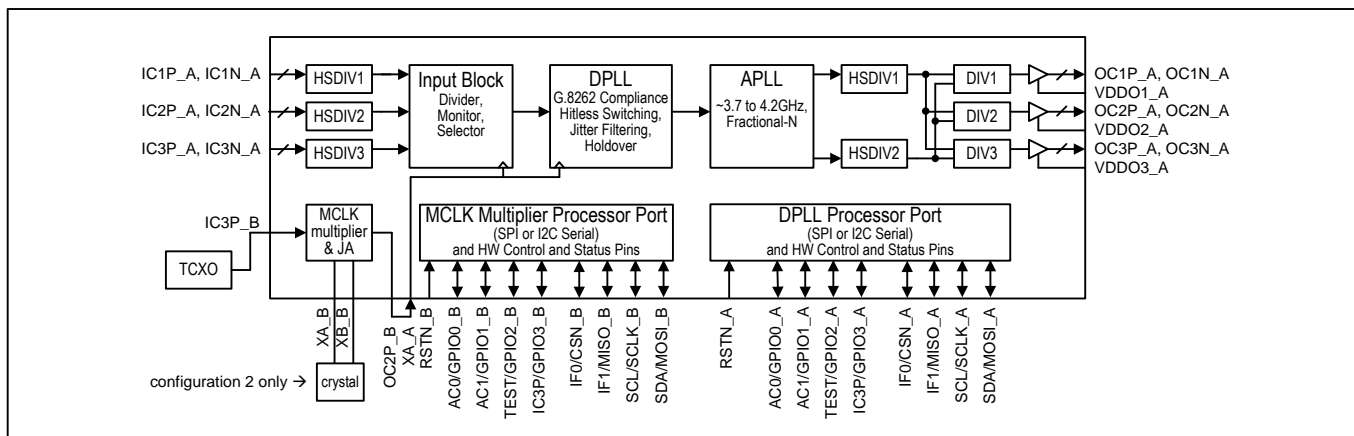 IC1P_A, IC1N_A
IC2P_A, IC2N_A
IC3P_A, IC3N_A
HSDIV1
HSDIV2
HSDIV3
Input Block
Divider,
Monitor,
Selector
DPLL
G.8262 Compliance
Hitless Switching,
Jitter Filtering,
Holdover
APLL
~3.7 to 4.2GHz,
Fractional-N
HSDIV1
HSDIV2
DIV1
DIV2
DIV3
OC1P_A, OC1N_A
VDDO1_A
OC2P_A, OC2N_A
VDDO2_A
OC3P_A, OC3N_A
VDDO3_A
IC3P_B
TCXO
MCLK
multiplier
& JA
MCLK Multiplier Processor Port
(SPI or I2C Serial)
and HW Control and Status Pins
DPLL Processor Port
(SPI or I2C Serial)
and HW Control and Status Pins
XA_B
XB_B
OC2P_B
XA_A
RSTN_B
AC0/GPIO0_B
AC1/GPIO1_B
TEST/GPIO2_B
IC3P/GPIO3_B
IF0/CSN_B
IF1/MISO_B
SCL/SCLK_B
SDA/MOSI_B
RSTN_A
AC0/GPIO0_A
AC1/GPIO1_A
TEST/GPIO2_A
IC3P/GPIO3_A
IF0/CSN_A
IF1/MISO_A
SCL/SCLK_A
SDA/MOSI_A
configuration 2 only →
crystal